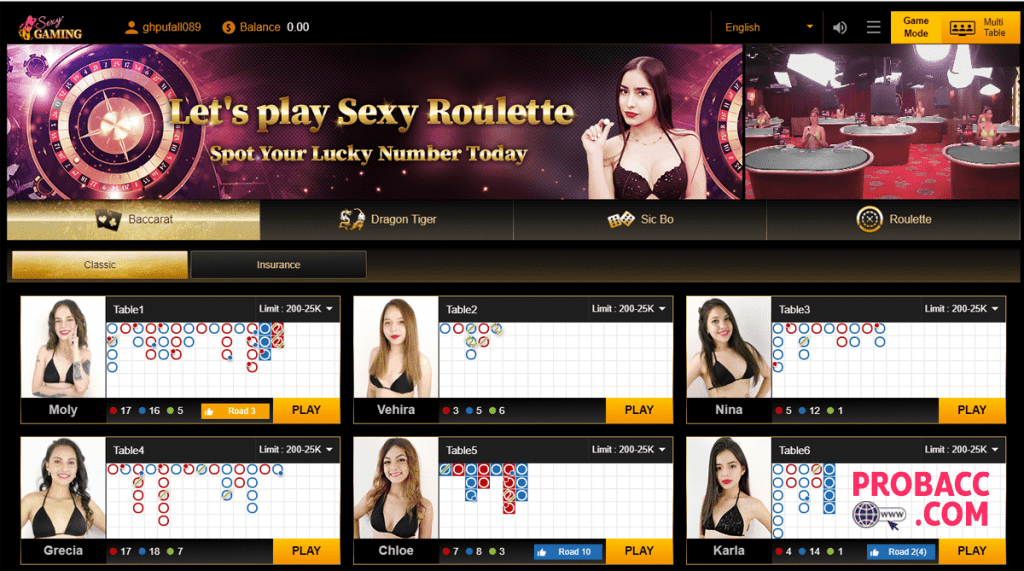 Sexy
GAMING
ghpufall089
Balance 0.00
English
Game
Mode
Multi
Table
Let's play Sexy Roulette
Spot Your Lucky Number Today
Baccarat
Dragon Tiger
Sic Bo
Roulette
Classic
Insurance
Table1
Limit : 200-25K
Moly
17 16 5
Road 3
PLAY
Table2
Limit : 200-25K
Vehira
3 5 6
PLAY
Table3
Limit : 200-25K
Nina
5 12 1
PLAY
Table4
Limit : 200-25K
Grecia
17 18 7
PLAY
Table5
Limit : 200-25K
Chloe
7 8 3
Road 10
PLAY
Table6
Limit : 200-25K
Karla
4 14 1
Road 2(4)
PLAY
PROBACC
www
.COM